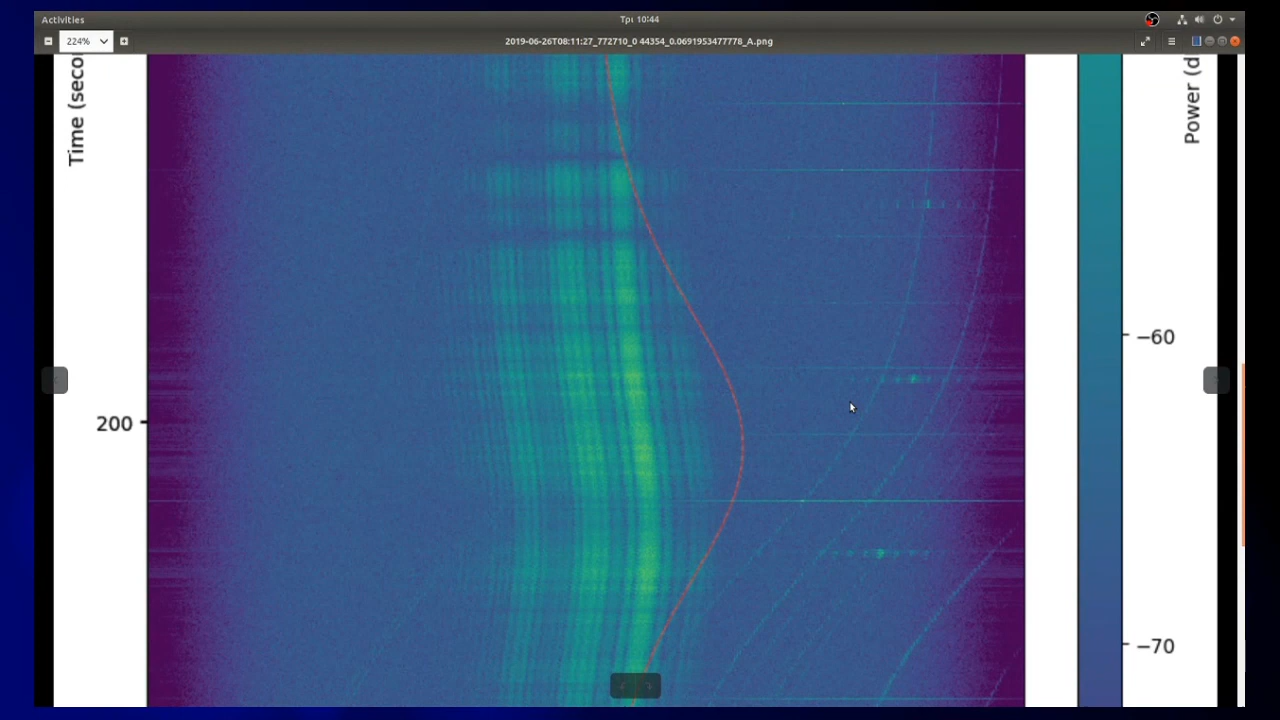 Activities
Τρι 10:44
224%
2019-06-26T08:11:27_772710_0 44354_0.0691953477778_A.png
Time (seco
Power (d
−60
200
−70